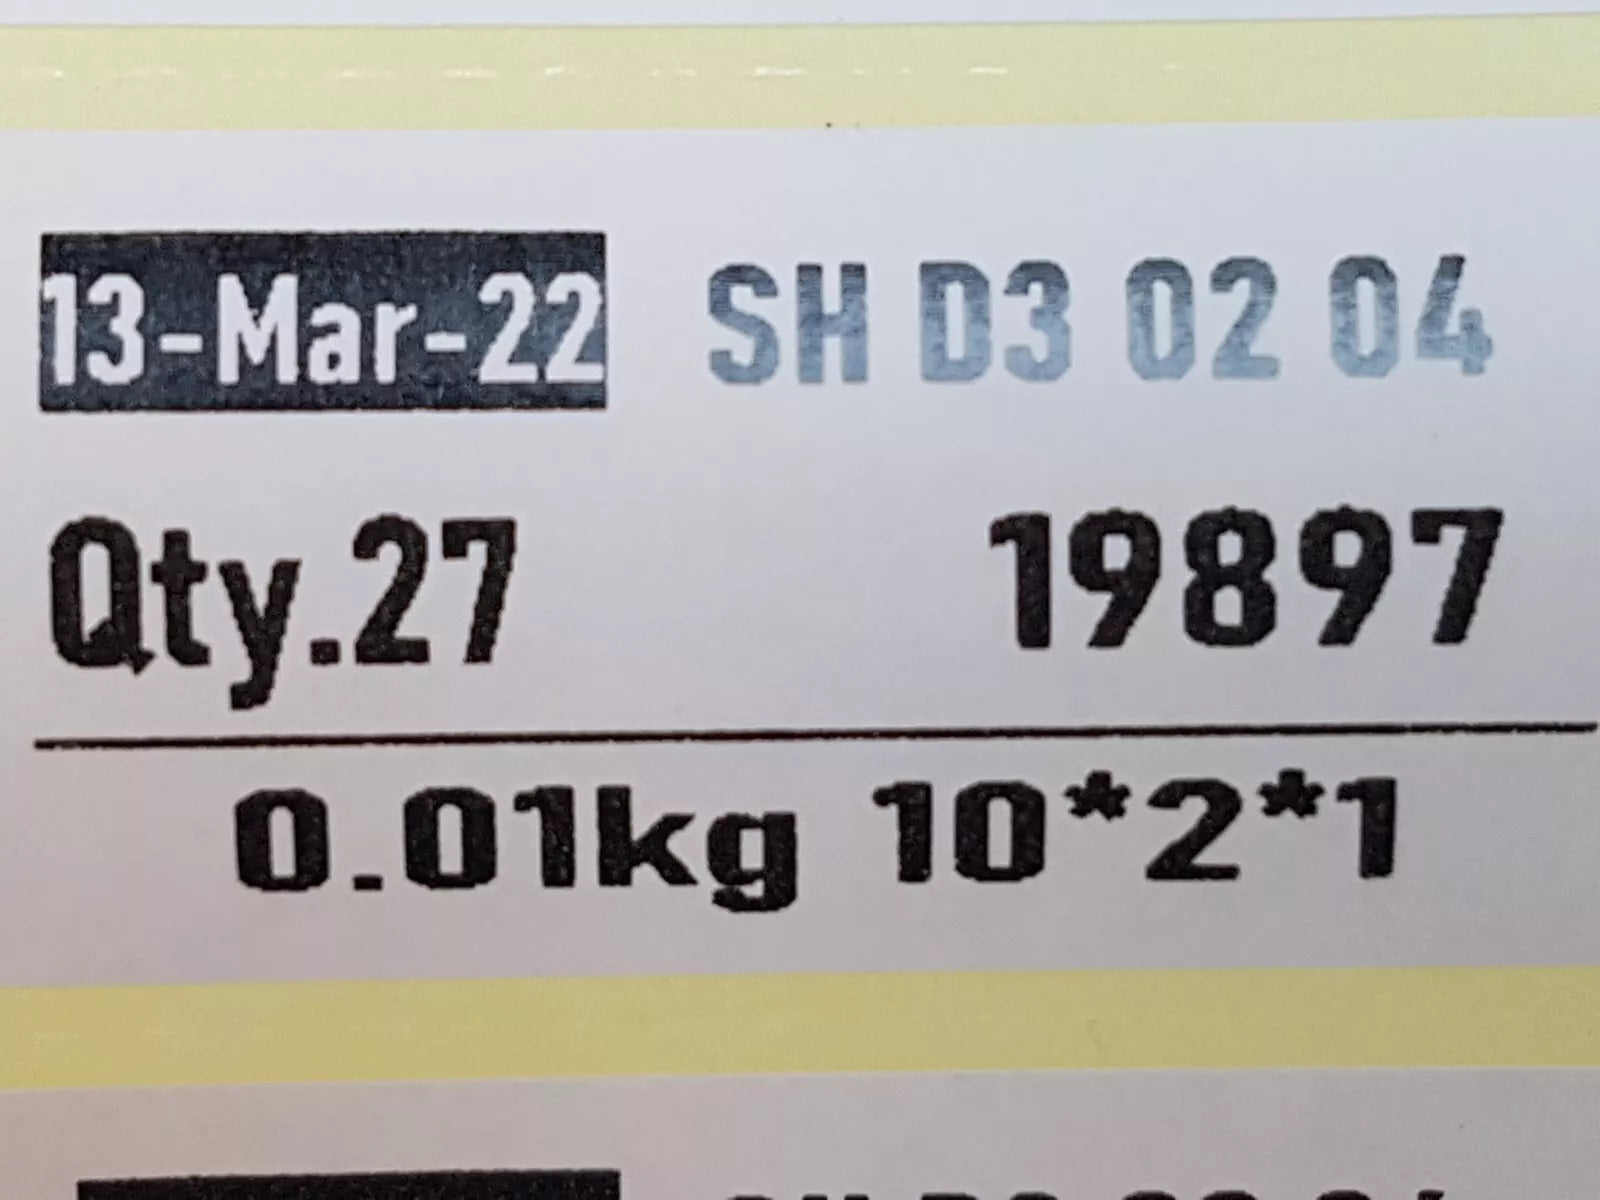 13-Mar-22 SH D3 02 04
Qty.27 19897
0.01kg 10*2*1